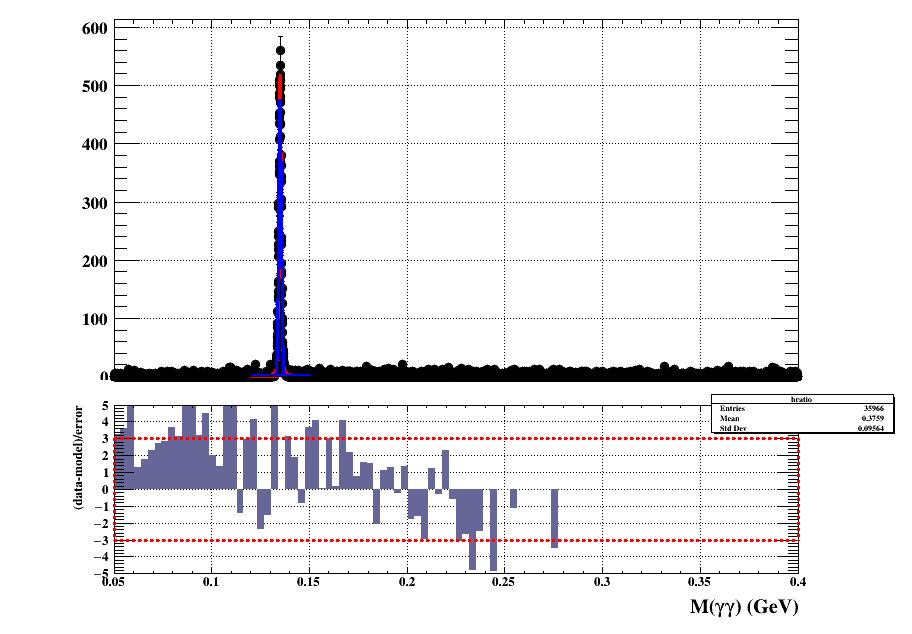 600
500
400
300
200
100
0
(data-model)/error
5
4
3
2
1
0
−1
−2
−3
−4
−5
hratio
Entries 35966
Mean 0.3759
Std Dev 0.09564
0.05 0.1 0.15 0.2 0.25 0.3 0.35 0.4
M(γγ) (GeV)